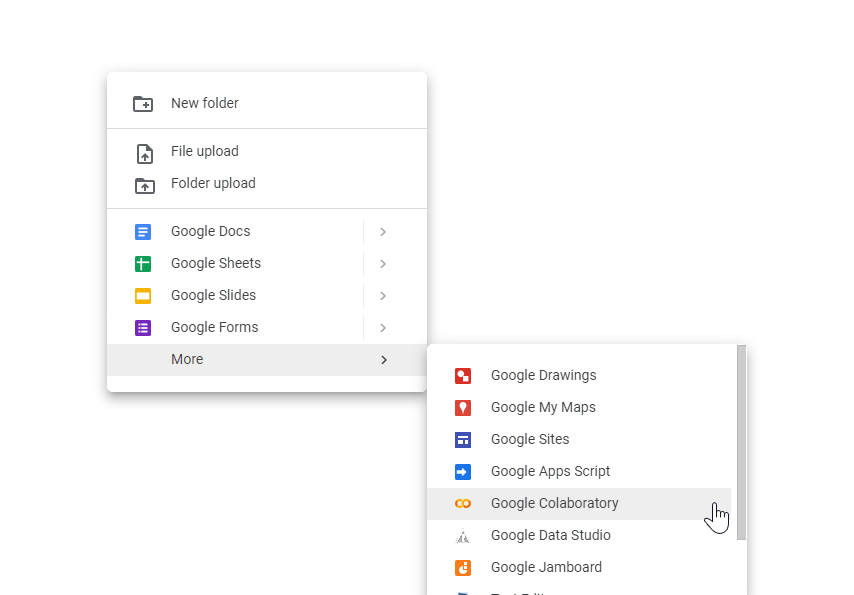 New folder
File upload
Folder upload
Google Docs
Google Sheets
Google Slides
Google Forms
More
Google Drawings
Google My Maps
Google Sites
Google Apps Script
Google Colaboratory
Google Data Studio
Google Jamboard